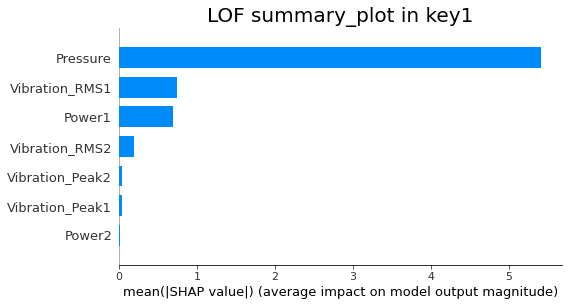 LOF summary_plot in key1
Pressure
Vibration_RMS1
Power1
Vibration_RMS2
Vibration_Peak2
Vibration_Peak1
Power2
0 1 2 3 4 5
mean(|SHAP value|) (average impact on model output magnitude)